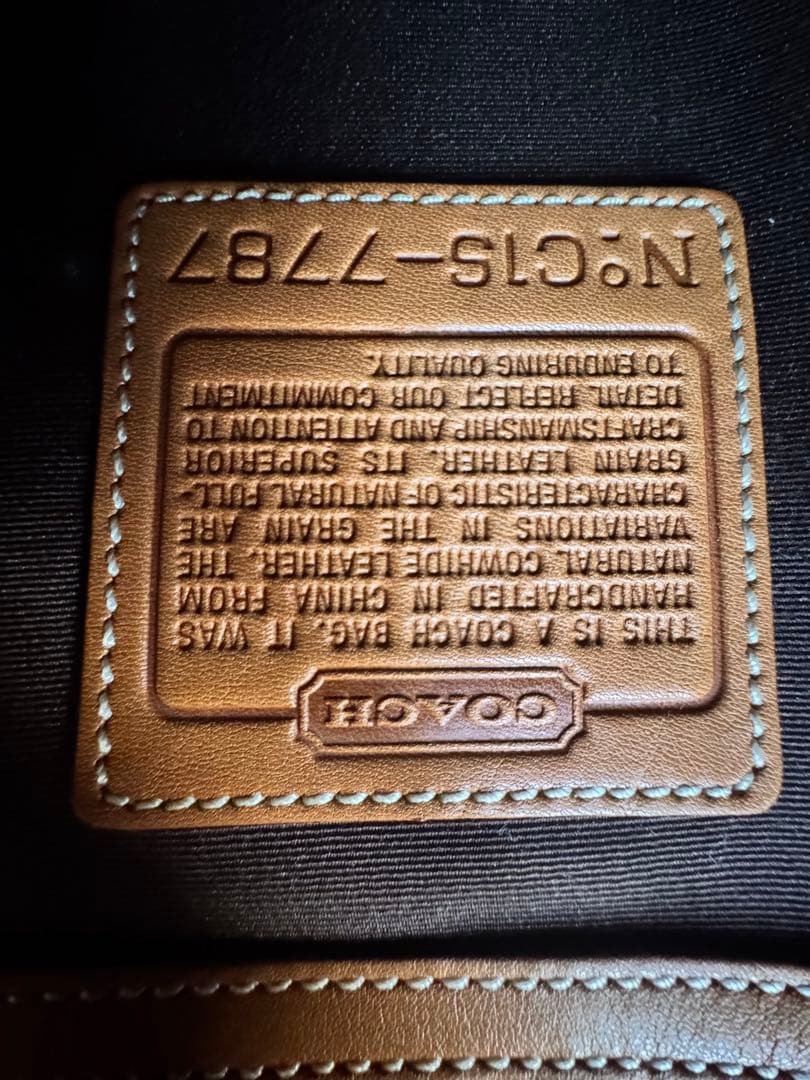 COACH
THIS IS A COACH BAG. IT WAS
HANDCRAFTED IN CHINA FROM
NATURAL COWHIDE LEATHER. THE
VARIATIONS IN THE GRAIN ARE
CHARACTERISTIC OF NATURAL FULL-
GRAIN LEATHER. ITS SUPERIOR
CRAFTSMANSHIP AND ATTENTION TO
DETAIL REFLECT OUR COMMITMENT
TO ENDURING QUALITY.
Nº C1S-7787